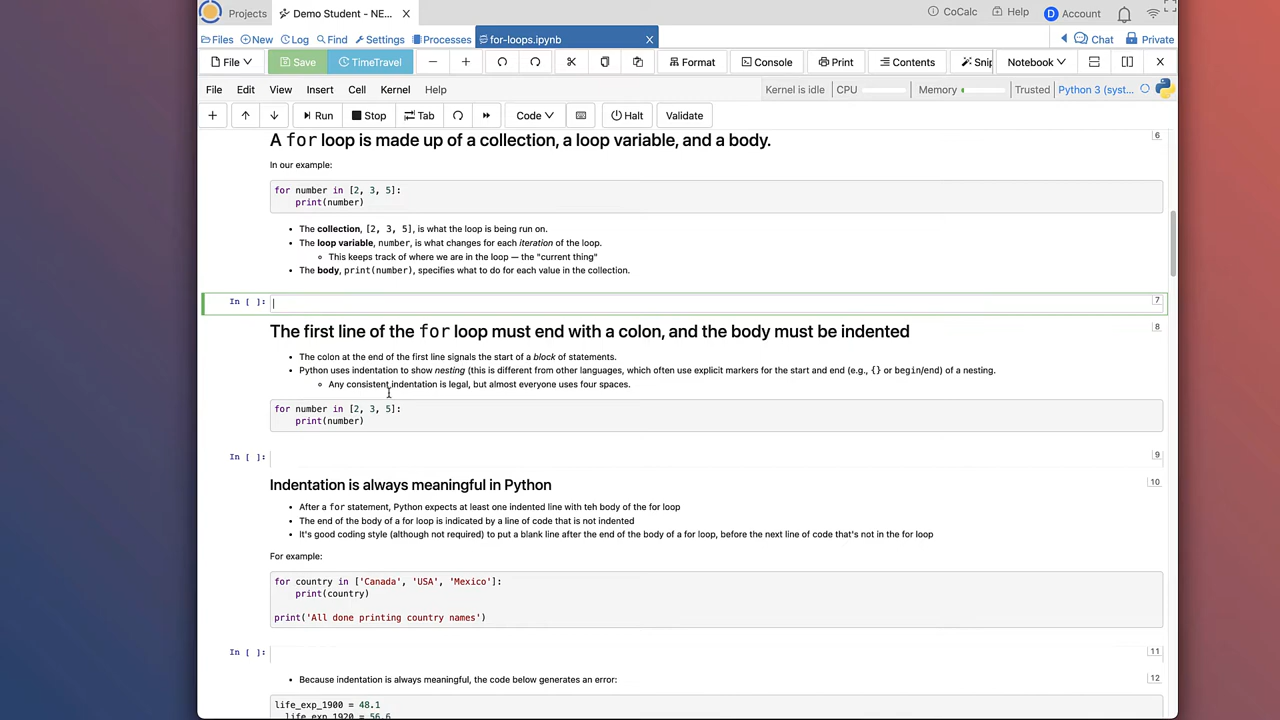 Projects
Demo Student - NE...
CoCalc
Help
Account
Files
New
Log
Find
Settings
Processes
for-loops.ipynb
Chat
Private
File
Save
TimeTravel
Format
Console
Print
Contents
Snip
Notebook
File Edit View Insert Cell Kernel Help
Kernel is idle
CPU
Memory
Trusted
Python 3 (syst...
Run
Stop
Tab
Code
Halt
Validate
A for loop is made up of a collection, a loop variable, and a body.
6
In our example:
for number in [2, 3, 5]:
print(number)
• The collection, [2, 3, 5], is what the loop is being run on.
• The loop variable, number, is what changes for each iteration of the loop.
This keeps track of where we are in the loop — the "current thing"
• The body, print(number), specifies what to do for each value in the collection.
In [ ]:
7
The first line of the for loop must end with a colon, and the body must be indented
8
• The colon at the end of the first line signals the start of a block of statements.
• Python uses indentation to show nesting (this is different from other languages, which often use explicit markers for the start and end (e.g., {} or begin/end) of a nesting.
Any consistent indentation is legal, but almost everyone uses four spaces.
for number in [2, 3, 5]:
print(number)
In [ ]:
9
Indentation is always meaningful in Python
10
• After a for statement, Python expects at least one indented line with teh body of the for loop
• The end of the body of a for loop is indicated by a line of code that is not indented
• It's good coding style (although not required) to put a blank line after the end of the body of a for loop, before the next line of code that's not in the for loop
For example:
for country in ['Canada', 'USA', 'Mexico']:
print(country)
print('All done printing country names')
In [ ]:
11
• Because indentation is always meaningful, the code below generates an error:
12
life_exp_1900 = 48.1
life_exp_1920 = 56.6